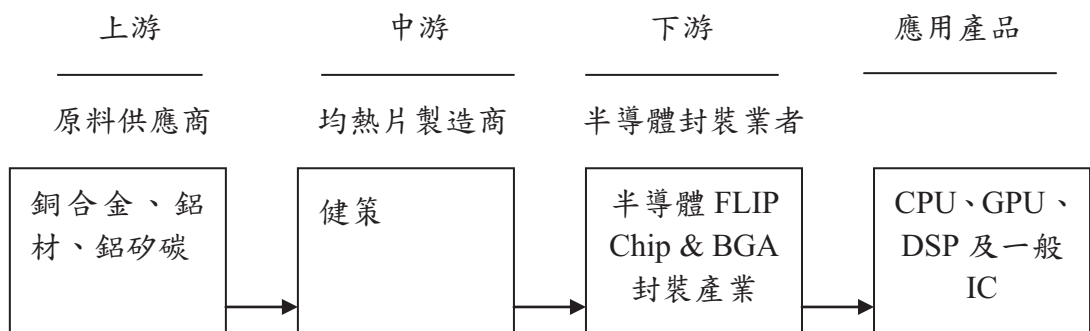 上游
中游
下游
應用產品
原料供應商
均熱片製造商
半導體封裝業者
銅合金、鋁
材、鋁矽碳
健策
半導體 FLIP
Chip & BGA
封裝產業
CPU、GPU、
DSP 及一般
IC